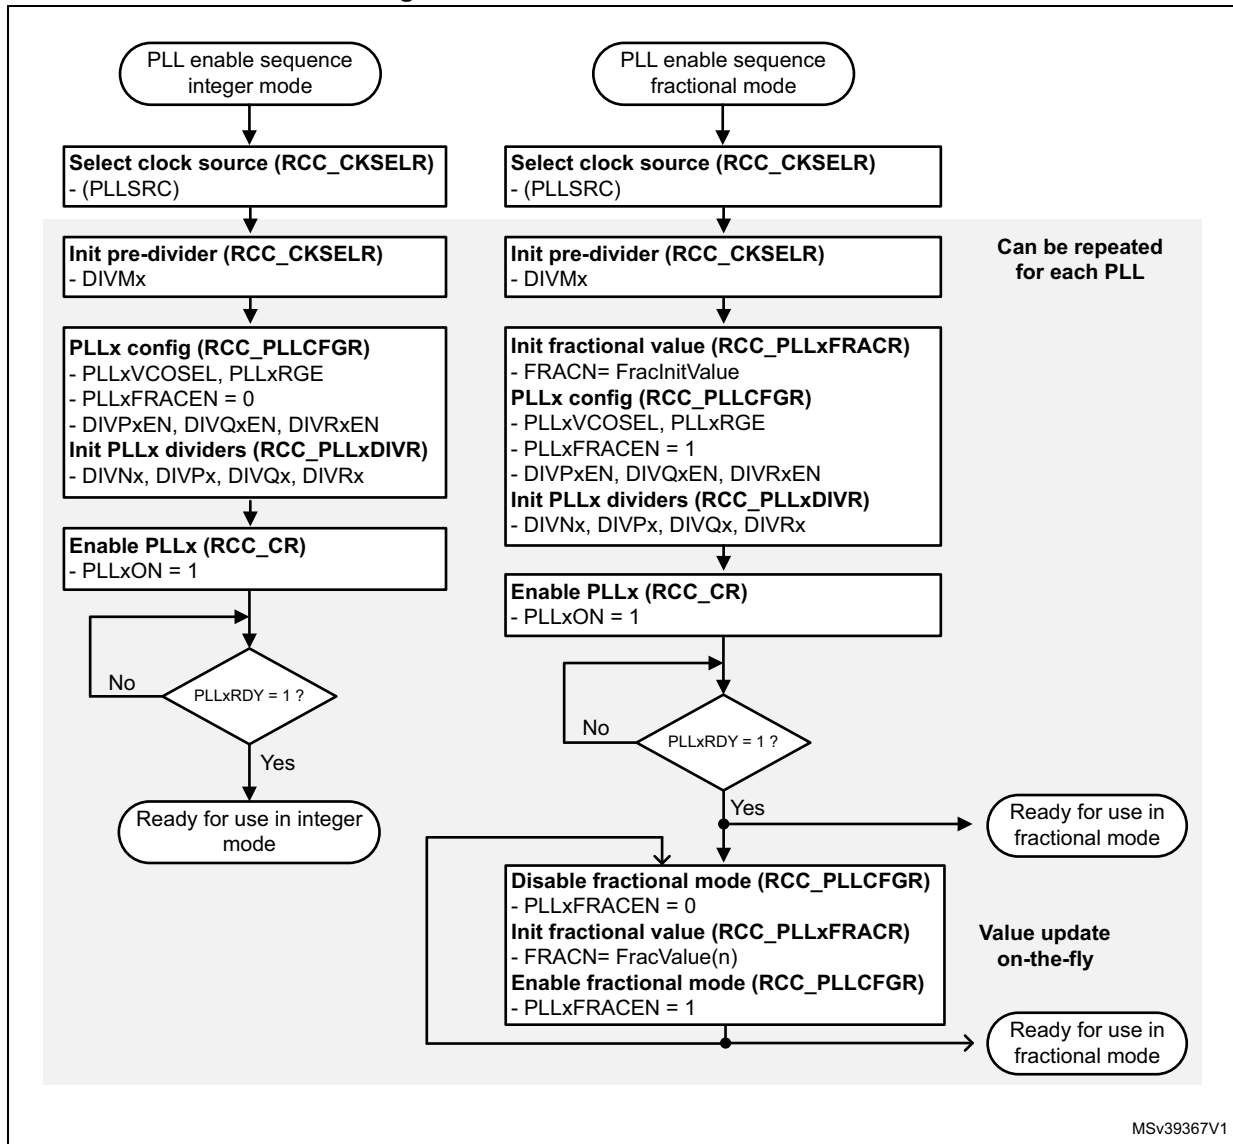 PLL enable sequence
integer mode
Select clock source (RCC_CKSELR)
- (PLLSRC)
Init pre-divider (RCC_CKSELR)
- DIVMx
PLLx config (RCC_PLLCFGR)
- PLLxVCOSEL, PLLxRGE
- PLLxFRACEN = 0
- DIVPxEN, DIVQxEN, DIVRxEN
Init PLLx dividers (RCC_PLLxDIVR)
- DIVNx, DIVPx, DIVQx, DIVRx
Enable PLLx (RCC_CR)
- PLLxON = 1
No
PLLxRDY = 1 ?
Yes
Ready for use in integer
mode
PLL enable sequence
fractional mode
Select clock source (RCC_CKSELR)
- (PLLSRC)
Init pre-divider (RCC_CKSELR)
- DIVMx
Can be repeated
for each PLL
Init fractional value (RCC_PLLxFRACR)
- FRACN= FracInitValue
PLLx config (RCC_PLLCFGR)
- PLLxVCOSEL, PLLxRGE
- PLLxFRACEN = 1
- DIVPxEN, DIVQxEN, DIVRxEN
Init PLLx dividers (RCC_PLLxDIVR)
- DIVNx, DIVPx, DIVQx, DIVRx
Enable PLLx (RCC_CR)
- PLLxON = 1
No
PLLxRDY = 1 ?
Yes
Ready for use in
fractional mode
Disable fractional mode (RCC_PLLCFGR)
- PLLxFRACEN = 0
Init fractional value (RCC_PLLxFRACR)
- FRACN= FracValue(n)
Enable fractional mode (RCC_PLLCFGR)
- PLLxFRACEN = 1
Value update
on-the-fly
Ready for use in
fractional mode
MSv39367V1